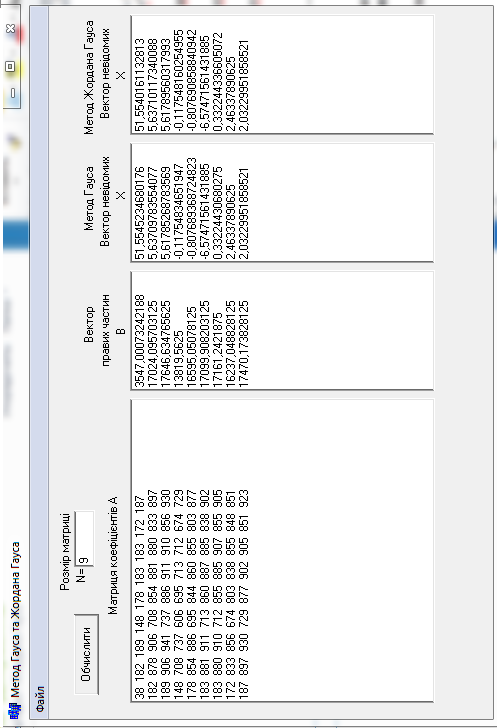 Метод Гауса та Жордана Гауса
Файл
Обчислити
Розмір матриці
N= 9
Матриця коефіцієнтів A
38 182 189 148 178 183 183 172 187
182 878 906 708 854 881 880 833 897
189 906 941 737 886 911 910 856 930
148 708 737 606 695 713 712 674 729
178 854 886 695 844 860 855 803 877
183 881 911 713 860 887 885 838 902
183 880 910 712 855 885 907 855 905
172 833 856 674 803 838 855 848 851
187 897 930 729 877 902 905 851 923
Вектор
правих частин
B
3547,00073242188
17024,095703125
17646,634765625
13819,5625
16595,05078125
17099,908203125
17161,2421875
16237,048828125
17470,173828125
Метод Гауса
Вектор невідомих
X
51,5545234680176
5,63709783554077
5,61785268783569
-0,11754834651947
-0,807689368724823
-6,57471561431885
0,33224430680275
2,46337890625
2,03229951858521
Метод Жордана Гауса
Вектор невідомих
X
51,5540161132813
5,63710117340088
5,61789560317993
-0,117548160254955
-0,807690858840942
-6,57471561431885
0,332244336605072
2,46337890625
2,03229951858521